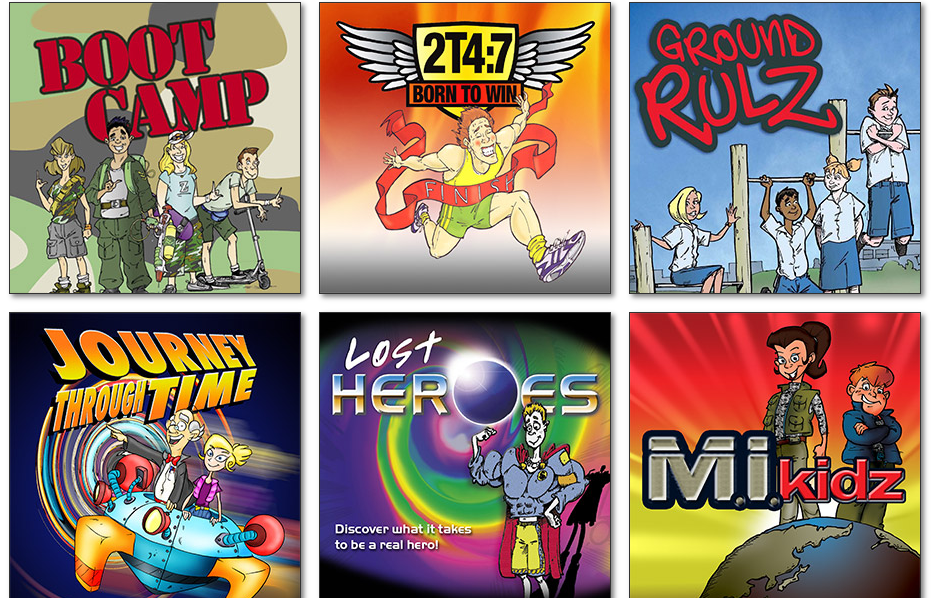 BOOT
CAMP
2T4:7
BORN TO WIN
FINISH
GROUND
RULZ
JOURNEY
THROUGH TIME
Lost
HEROES
Discover what it takes
to be a real hero!
M.i.kidz